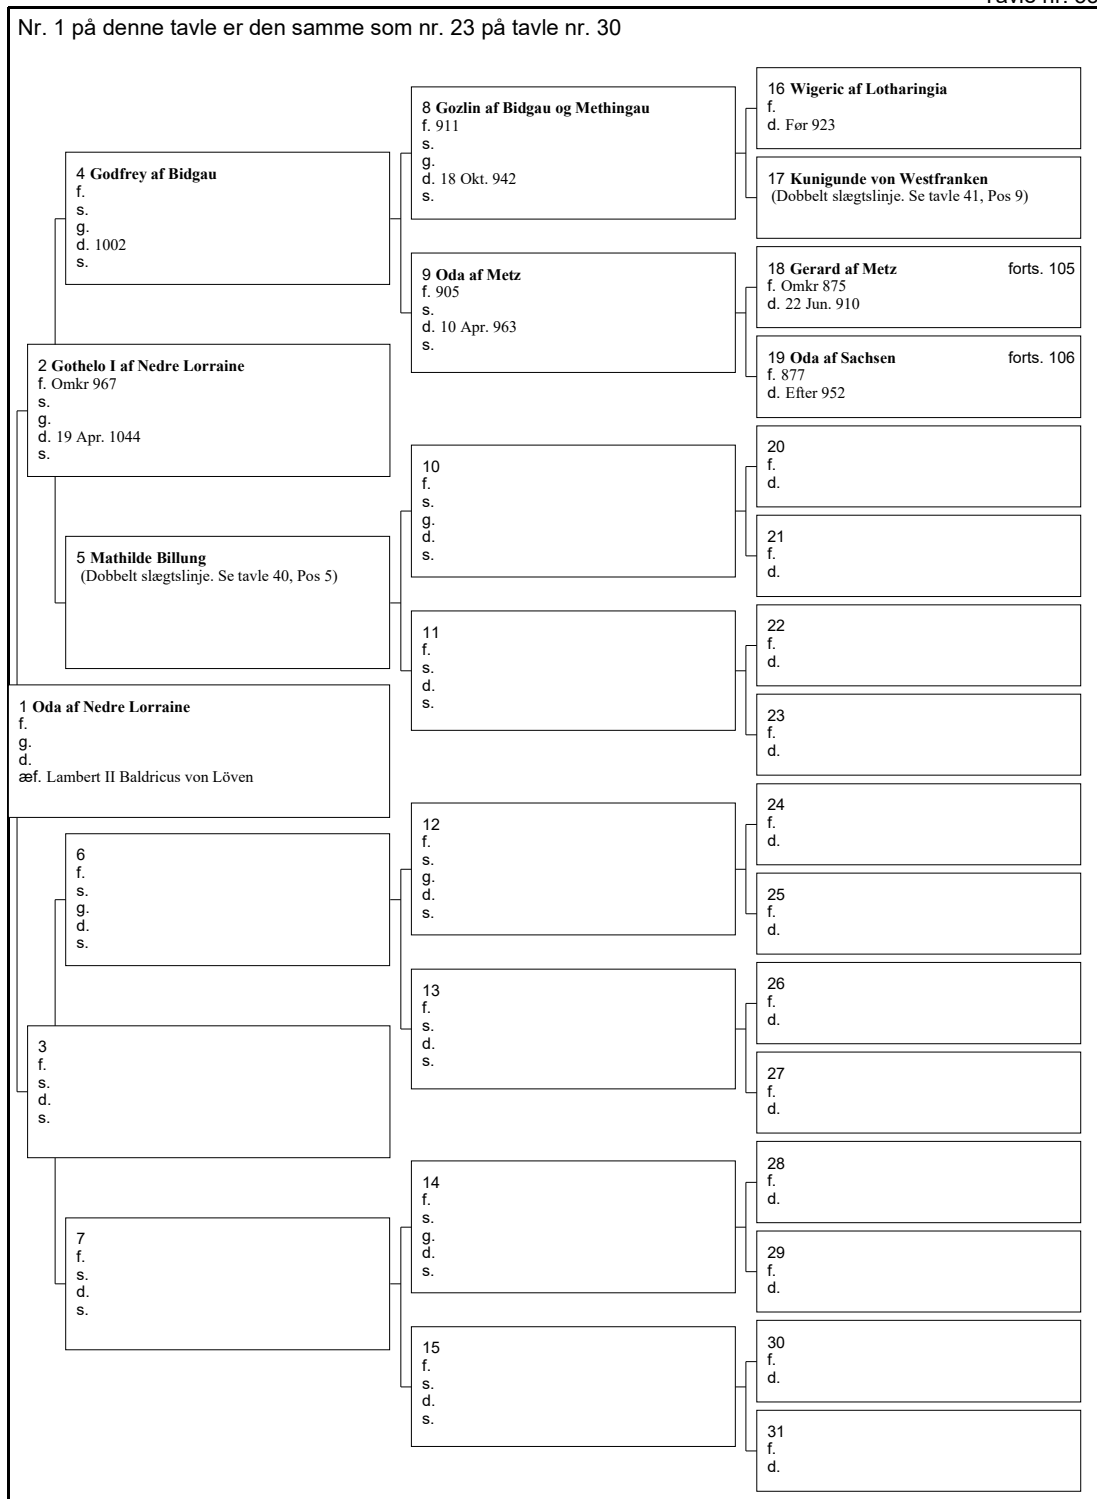 Nr. 1 på denne tavle er den samme som nr. 23 på tavle nr. 30
16 Wigeric af Lotharingia
f.
d. Før 923
8 Gozlin af Bidgau og Methingau
f. 911
s.
g.
d. 18 Okt. 942
s.
17 Kunigunde von Westfranken
(Dobbelt slægtslinje. Se tavle 41, Pos 9)
4 Godfrey af Bidgau
f.
s.
g.
d. 1002
s.
18 Gerard af Metz forts. 105
f. Omkr 875
d. 22 Jun. 910
9 Oda af Metz
f. 905
s.
d. 10 Apr. 963
s.
19 Oda af Sachsen forts. 106
f. 877
d. Efter 952
2 Gothelo I af Nedre Lorraine
f. Omkr 967
s.
g.
d. 19 Apr. 1044
s.
20
f.
d.
10
f.
s.
g.
d.
s.
21
f.
d.
5 Mathilde Billung
(Dobbelt slægtslinje. Se tavle 40, Pos 5)
22
f.
d.
11
f.
s.
d.
s.
23
f.
d.
1 Oda af Nedre Lorraine
f.
g.
d.
æf. Lambert II Baldricus von Löven
24
f.
d.
12
f.
s.
g.
d.
s.
25
f.
d.
6
f.
s.
g.
d.
s.
26
f.
d.
13
f.
s.
d.
s.
27
f.
d.
3
f.
s.
d.
s.
28
f.
d.
14
f.
s.
g.
d.
s.
29
f.
d.
7
f.
s.
d.
s.
30
f.
d.
15
f.
s.
d.
s.
31
f.
d.